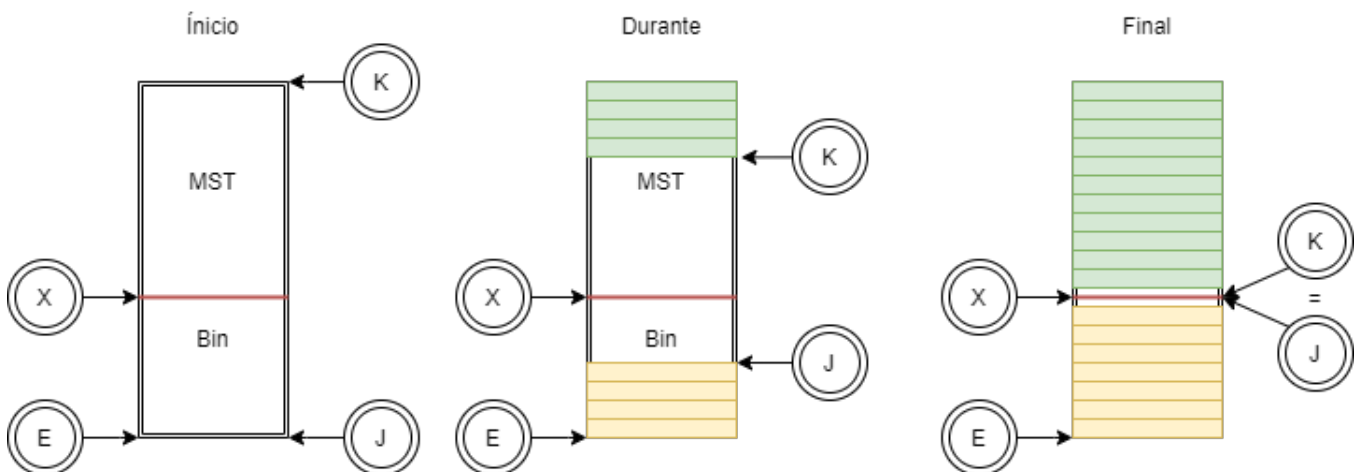 Ínicio
Durante
Final
K
MST
X
Bin
E
J
K
MST
X
Bin
J
E
K
X
=
J
E